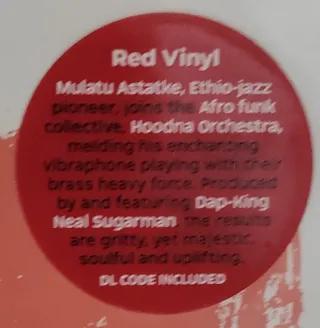 Red Vinyl
Mulatu Astatke, Ethio-jazz
pioneer, joins the Afro funk
collective, Hoodna Orchestra,
melding his enchanting
vibraphone playing with their
brass heavy force. Produced
by and featuring Dap-King
Neal Sugarman, the results
are gritty, yet majestic,
soulful and uplifting.
DL CODE INCLUDED